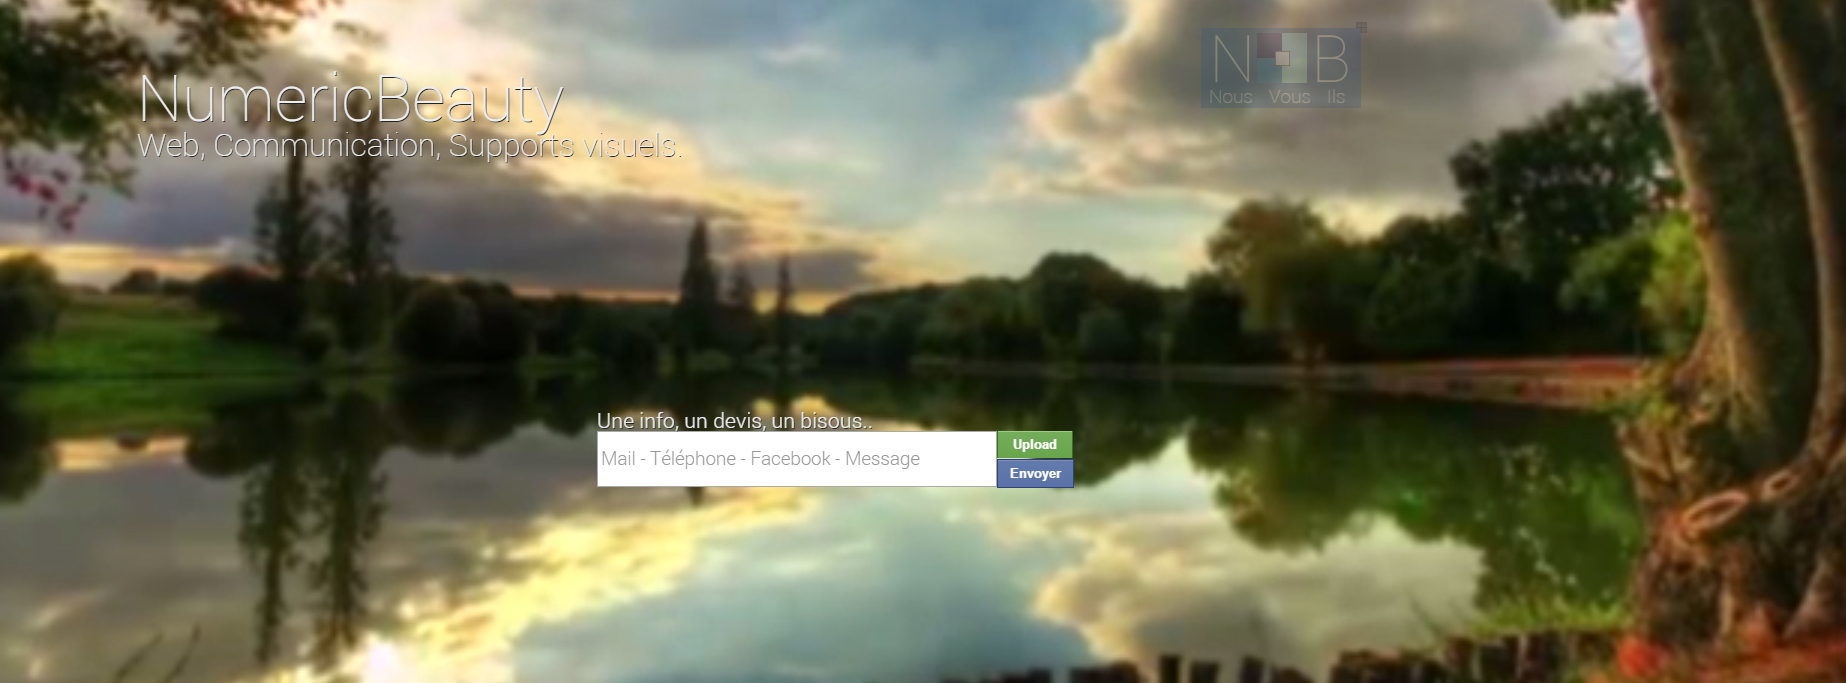 NumericBeauty
Web, Communication, Supports visuels.
N B
Nous Vous Ils
Une info, un devis, un bisous..
Mail - Téléphone - Facebook - Message
Upload
Envoyer